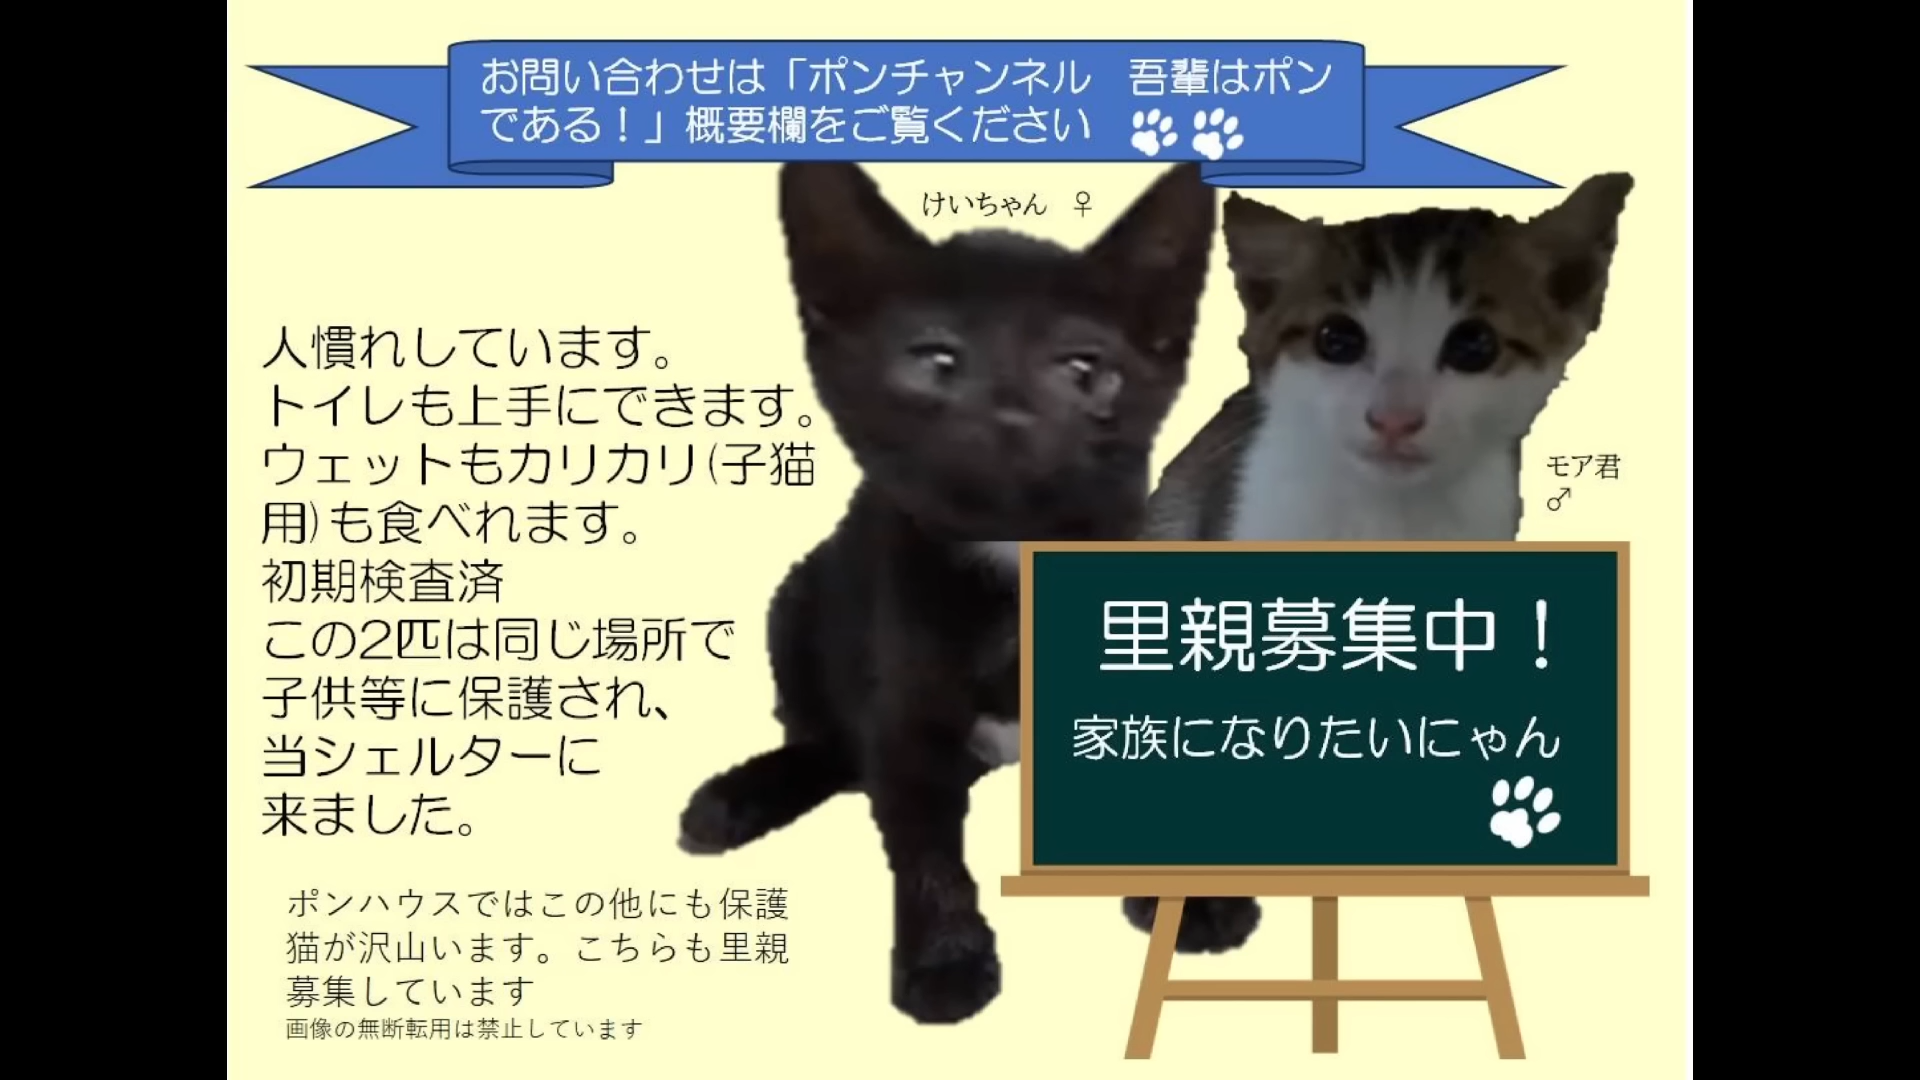 お問い合わせは「ポンチャンネル　吾輩はポン
である！」概要欄をご覧ください
けいちゃん　♀
モア君
♂
人慣れしています。
トイレも上手にできます。
ウェットもカリカリ(子猫
用)も食べれます。
初期検査済
この2匹は同じ場所で
子供等に保護され、
当シェルターに
来ました。
里親募集中！
家族になりたいにゃん
ポンハウスではこの他にも保護
猫が沢山います。こちらも里親
募集しています
画像の無断転用は禁止しています